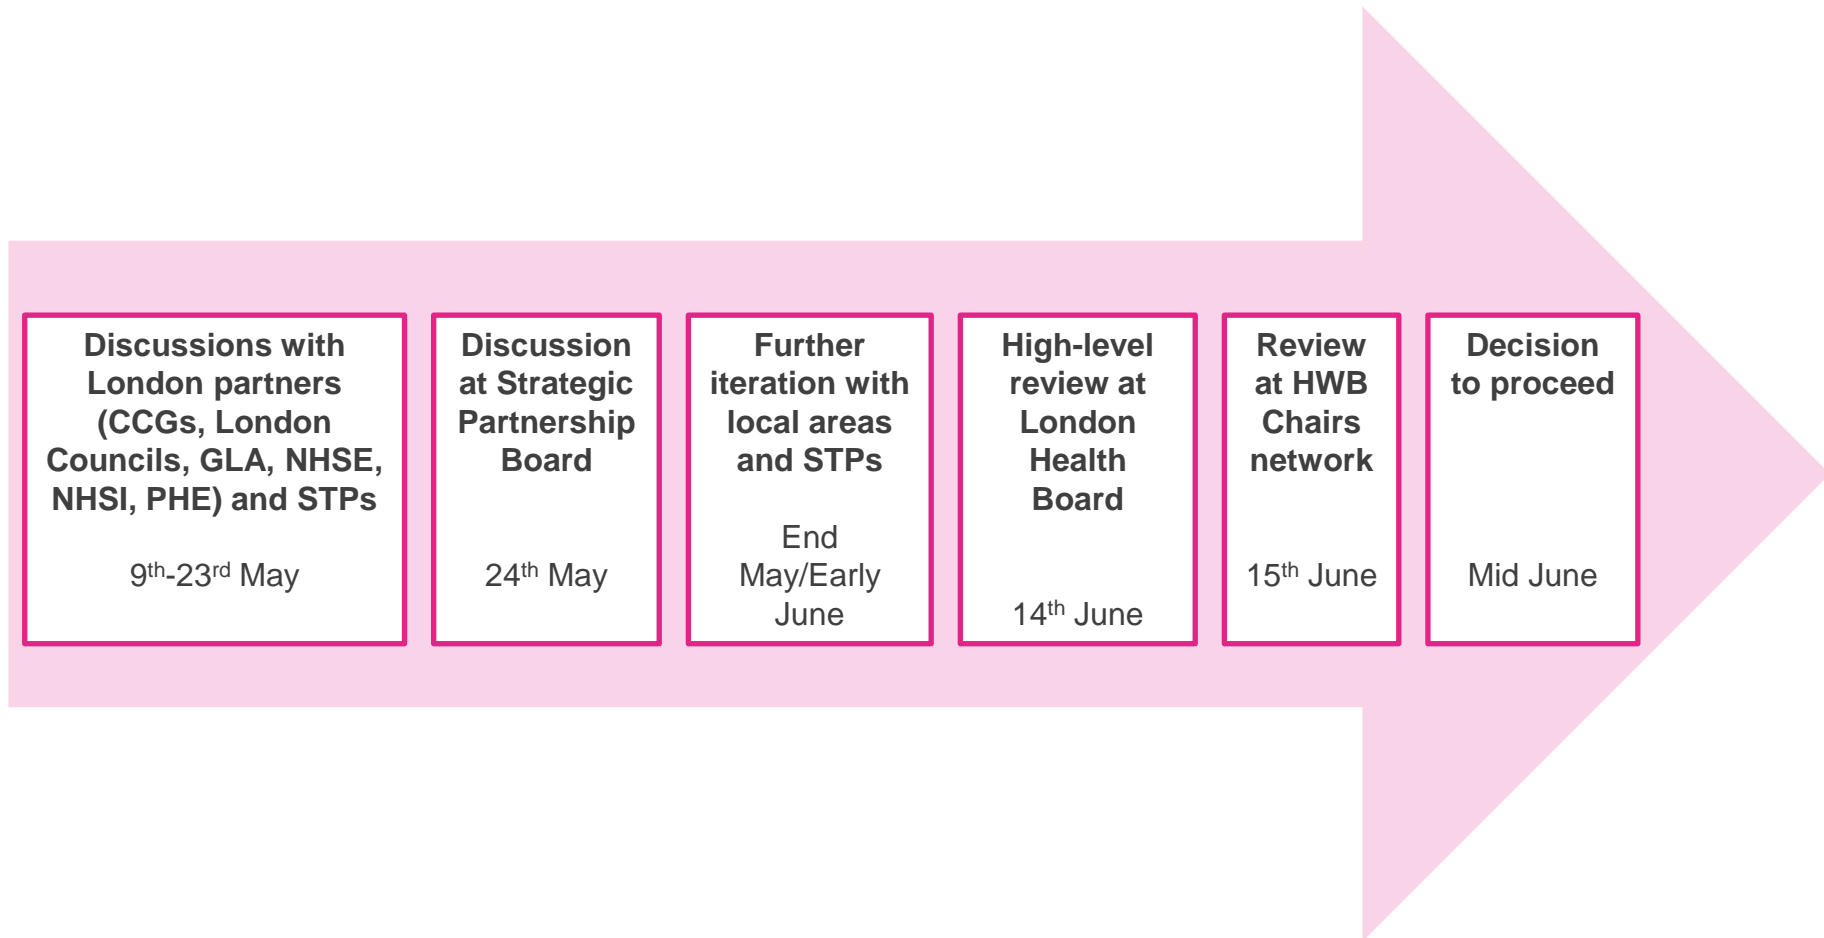 Discussions with
London partners
(CCGs, London
Councils, GLA, NHSE,
NHSI, PHE) and STPs
9th-23rd May
Discussion
at Strategic
Partnership
Board
24th May
Further
iteration with
local areas
and STPs
End
May/Early
June
High-level
review at
London
Health
Board
14th June
Review
at HWB
Chairs
network
15th June
Decision
to proceed
Mid June